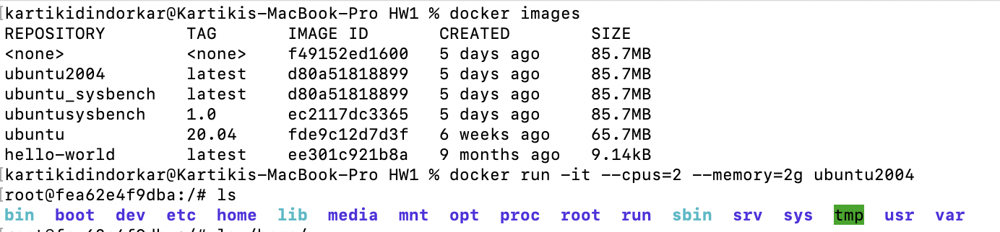 [kartikidindorkar@Kartikis-MacBook-Pro HW1 % docker images
REPOSITORY TAG IMAGE ID CREATED SIZE
<none> <none> f49152ed1600 5 days ago 85.7MB
ubuntu2004 latest d80a51818899 5 days ago 85.7MB
ubuntu_sysbench latest d80a51818899 5 days ago 85.7MB
ubuntusysbench 1.0 ec2117dc3365 5 days ago 85.7MB
ubuntu 20.04 fde9c12d7d3f 6 weeks ago 65.7MB
hello-world latest ee301c921b8a 9 months ago 9.14kB
[kartikidindorkar@Kartikis-MacBook-Pro HW1 % docker run -it --cpus=2 --memory=2g ubuntu2004
[root@fea62e4f9dba:/# ls
bin boot dev etc home lib media mnt opt proc root run sbin srv sys tmp usr var